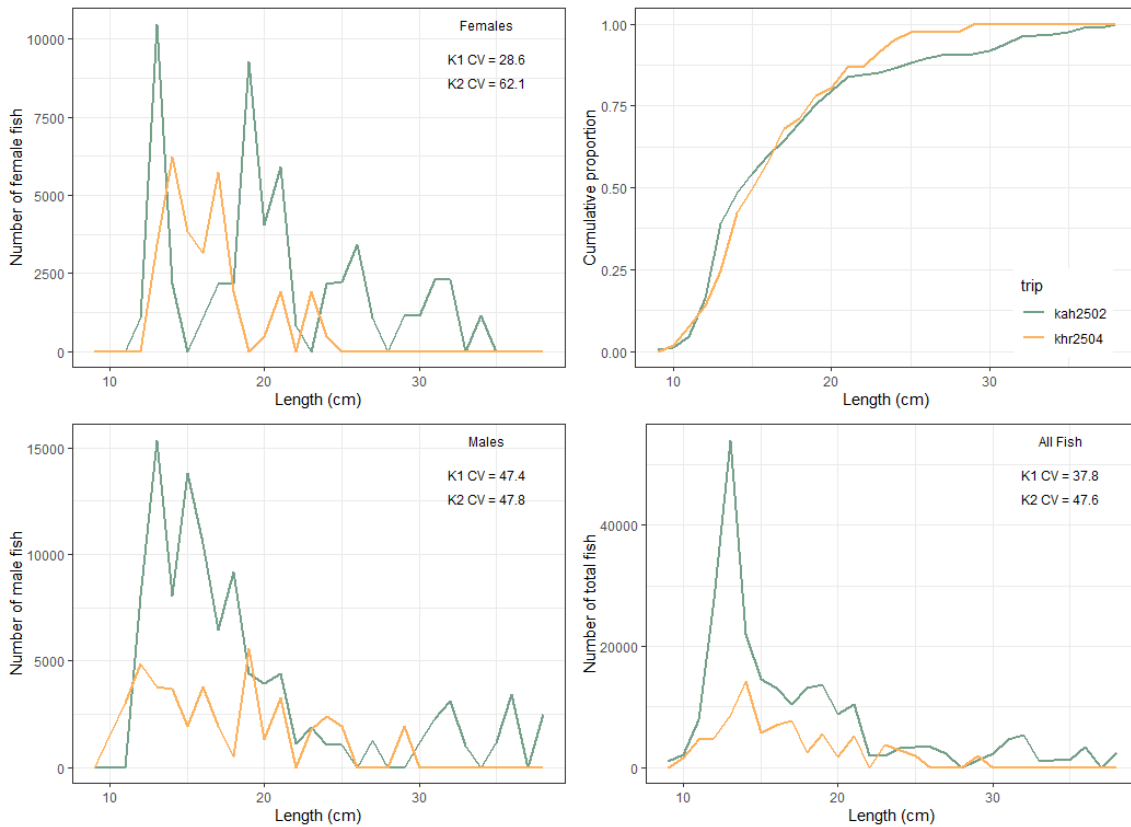 Females
K1 CV = 28.6
K2 CV = 62.1
Number of female fish
10000
7500
5000
2500
0
10
20
30
Length (cm)
Cumulative proportion
1.00
0.75
0.50
0.25
0.00
trip
kah2502
khr2504
10
20
30
Length (cm)
Males
K1 CV = 47.4
K2 CV = 47.8
Number of male fish
15000
10000
5000
0
10
20
30
Length (cm)
All Fish
K1 CV = 37.8
K2 CV = 47.6
Number of total fish
40000
20000
0
10
20
30
Length (cm)